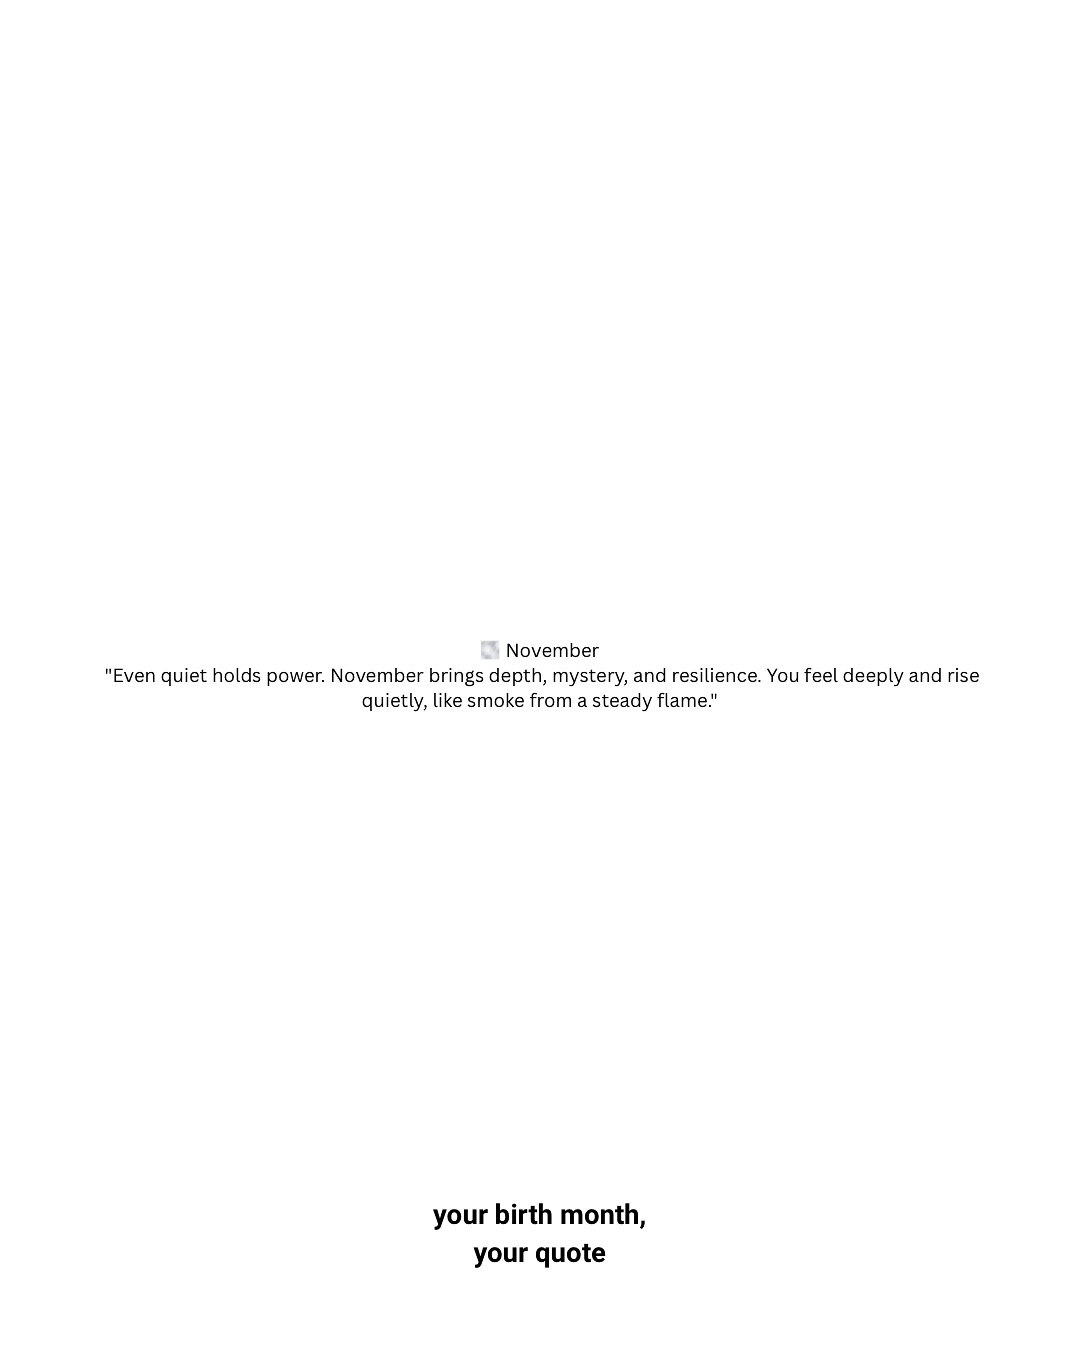 November
"Even quiet holds power. November brings depth, mystery, and resilience. You feel deeply and rise
quietly, like smoke from a steady flame."
your birth month,
your quote